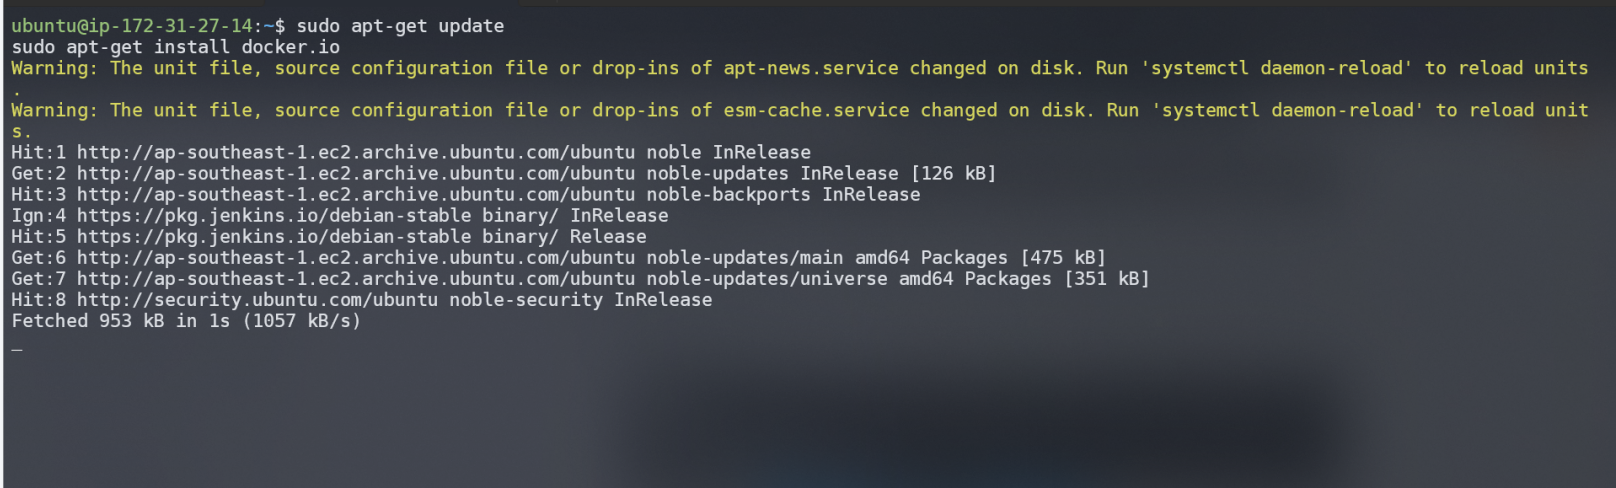 ubuntu@ip-172-31-27-14:~$ sudo apt-get update
sudo apt-get install docker.io
Warning: The unit file, source configuration file or drop-ins of apt-news.service changed on disk. Run 'systemctl daemon-reload' to reload units
.
Warning: The unit file, source configuration file or drop-ins of esm-cache.service changed on disk. Run 'systemctl daemon-reload' to reload unit
s.
Hit:1 http://ap-southeast-1.ec2.archive.ubuntu.com/ubuntu noble InRelease
Get:2 http://ap-southeast-1.ec2.archive.ubuntu.com/ubuntu noble-updates InRelease [126 kB]
Hit:3 http://ap-southeast-1.ec2.archive.ubuntu.com/ubuntu noble-backports InRelease
Ign:4 https://pkg.jenkins.io/debian-stable binary/ InRelease
Hit:5 https://pkg.jenkins.io/debian-stable binary/ Release
Get:6 http://ap-southeast-1.ec2.archive.ubuntu.com/ubuntu noble-updates/main amd64 Packages [475 kB]
Get:7 http://ap-southeast-1.ec2.archive.ubuntu.com/ubuntu noble-updates/universe amd64 Packages [351 kB]
Hit:8 http://security.ubuntu.com/ubuntu noble-security InRelease
Fetched 953 kB in 1s (1057 kB/s)
_